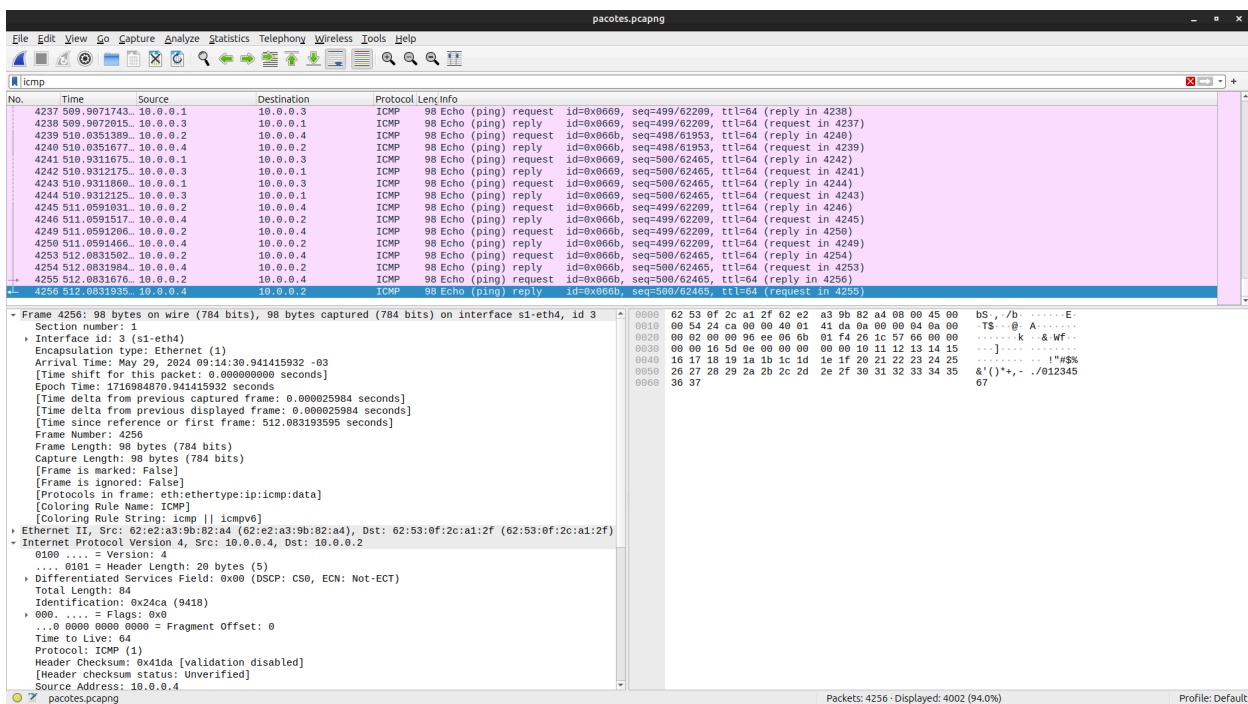 pacotes.pcapng
File Edit View Go Capture Analyze Statistics Telephony Wireless Tools Help
icmp
No. Time Source Destination Protocol Leng Info
4237 509.9071743… 10.0.0.1 10.0.0.3 ICMP 98 Echo (ping) request id=0x0669, seq=499/62209, ttl=64 (reply in 4238)
4238 509.9072015… 10.0.0.3 10.0.0.1 ICMP 98 Echo (ping) reply id=0x0669, seq=499/62209, ttl=64 (request in 4237)
4239 510.0351389… 10.0.0.2 10.0.0.4 ICMP 98 Echo (ping) request id=0x066b, seq=498/61953, ttl=64 (reply in 4240)
4240 510.0351677… 10.0.0.4 10.0.0.2 ICMP 98 Echo (ping) reply id=0x066b, seq=498/61953, ttl=64 (request in 4239)
4241 510.9311675… 10.0.0.1 10.0.0.3 ICMP 98 Echo (ping) request id=0x0669, seq=500/62465, ttl=64 (reply in 4242)
4242 510.9312175… 10.0.0.3 10.0.0.1 ICMP 98 Echo (ping) reply id=0x0669, seq=500/62465, ttl=64 (request in 4241)
4243 510.9311860… 10.0.0.1 10.0.0.3 ICMP 98 Echo (ping) request id=0x0669, seq=500/62465, ttl=64 (reply in 4244)
4244 510.9312125… 10.0.0.3 10.0.0.1 ICMP 98 Echo (ping) reply id=0x0669, seq=500/62465, ttl=64 (request in 4243)
4245 511.0591031… 10.0.0.2 10.0.0.4 ICMP 98 Echo (ping) request id=0x066b, seq=499/62209, ttl=64 (reply in 4246)
4246 511.0591517… 10.0.0.4 10.0.0.2 ICMP 98 Echo (ping) reply id=0x066b, seq=499/62209, ttl=64 (request in 4245)
4249 511.0591206… 10.0.0.2 10.0.0.4 ICMP 98 Echo (ping) request id=0x066b, seq=499/62209, ttl=64 (reply in 4250)
4250 511.0591466… 10.0.0.4 10.0.0.2 ICMP 98 Echo (ping) reply id=0x066b, seq=499/62209, ttl=64 (request in 4249)
4253 512.0831502… 10.0.0.2 10.0.0.4 ICMP 98 Echo (ping) request id=0x066b, seq=500/62465, ttl=64 (reply in 4254)
4254 512.0831984… 10.0.0.4 10.0.0.2 ICMP 98 Echo (ping) reply id=0x066b, seq=500/62465, ttl=64 (request in 4253)
4255 512.0831676… 10.0.0.2 10.0.0.4 ICMP 98 Echo (ping) request id=0x066b, seq=500/62465, ttl=64 (reply in 4256)
4256 512.0831935… 10.0.0.4 10.0.0.2 ICMP 98 Echo (ping) reply id=0x066b, seq=500/62465, ttl=64 (request in 4255)
Frame 4256: 98 bytes on wire (784 bits), 98 bytes captured (784 bits) on interface s1-eth4, id 3
Section number: 1
Interface id: 3 (s1-eth4)
Encapsulation type: Ethernet (1)
Arrival Time: May 29, 2024 09:14:30.941415932 -03
[Time shift for this packet: 0.000000000 seconds]
Epoch Time: 1716984870.941415932 seconds
[Time delta from previous captured frame: 0.000025984 seconds]
[Time delta from previous displayed frame: 0.000025984 seconds]
[Time since reference or first frame: 512.083193595 seconds]
Frame Number: 4256
Frame Length: 98 bytes (784 bits)
Capture Length: 98 bytes (784 bits)
[Frame is marked: False]
[Frame is ignored: False]
[Protocols in frame: eth:ethertype:ip:icmp:data]
[Coloring Rule Name: ICMP]
[Coloring Rule String: icmp || icmpv6]
Ethernet II, Src: 62:e2:a3:9b:82:a4 (62:e2:a3:9b:82:a4), Dst: 62:53:0f:2c:a1:2f (62:53:0f:2c:a1:2f)
Internet Protocol Version 4, Src: 10.0.0.4, Dst: 10.0.0.2
0100 .... = Version: 4
.... 0101 = Header Length: 20 bytes (5)
Differentiated Services Field: 0x00 (DSCP: CS0, ECN: Not-ECT)
Total Length: 84
Identification: 0x24ca (9418)
000. .... = Flags: 0x0
...0 0000 0000 0000 = Fragment Offset: 0
Time to Live: 64
Protocol: ICMP (1)
Header Checksum: 0x41da [validation disabled]
[Header checksum status: Unverified]
Source Address: 10.0.0.4
0000 62 53 0f 2c a1 2f 62 e2 a3 9b 82 a4 08 00 45 00 bS·,·/b· ······E·
0010 00 54 24 ca 00 00 40 01 41 da 0a 00 00 04 0a 00 ·T$···@· A·······
0020 00 02 00 00 96 ee 06 6b 01 f4 26 1c 57 66 00 00 ·······k ··&·Wf··
0030 00 00 16 5d 0e 00 00 00 00 00 10 11 12 13 14 15 ···]···· ········
0040 16 17 18 19 1a 1b 1c 1d 1e 1f 20 21 22 23 24 25 ········ ·· !"#$%
0050 26 27 28 29 2a 2b 2c 2d 2e 2f 30 31 32 33 34 35 &'()*+,- ./012345
0060 36 37 67
pacotes.pcapng Packets: 4256 · Displayed: 4002 (94.0%) Profile: Default